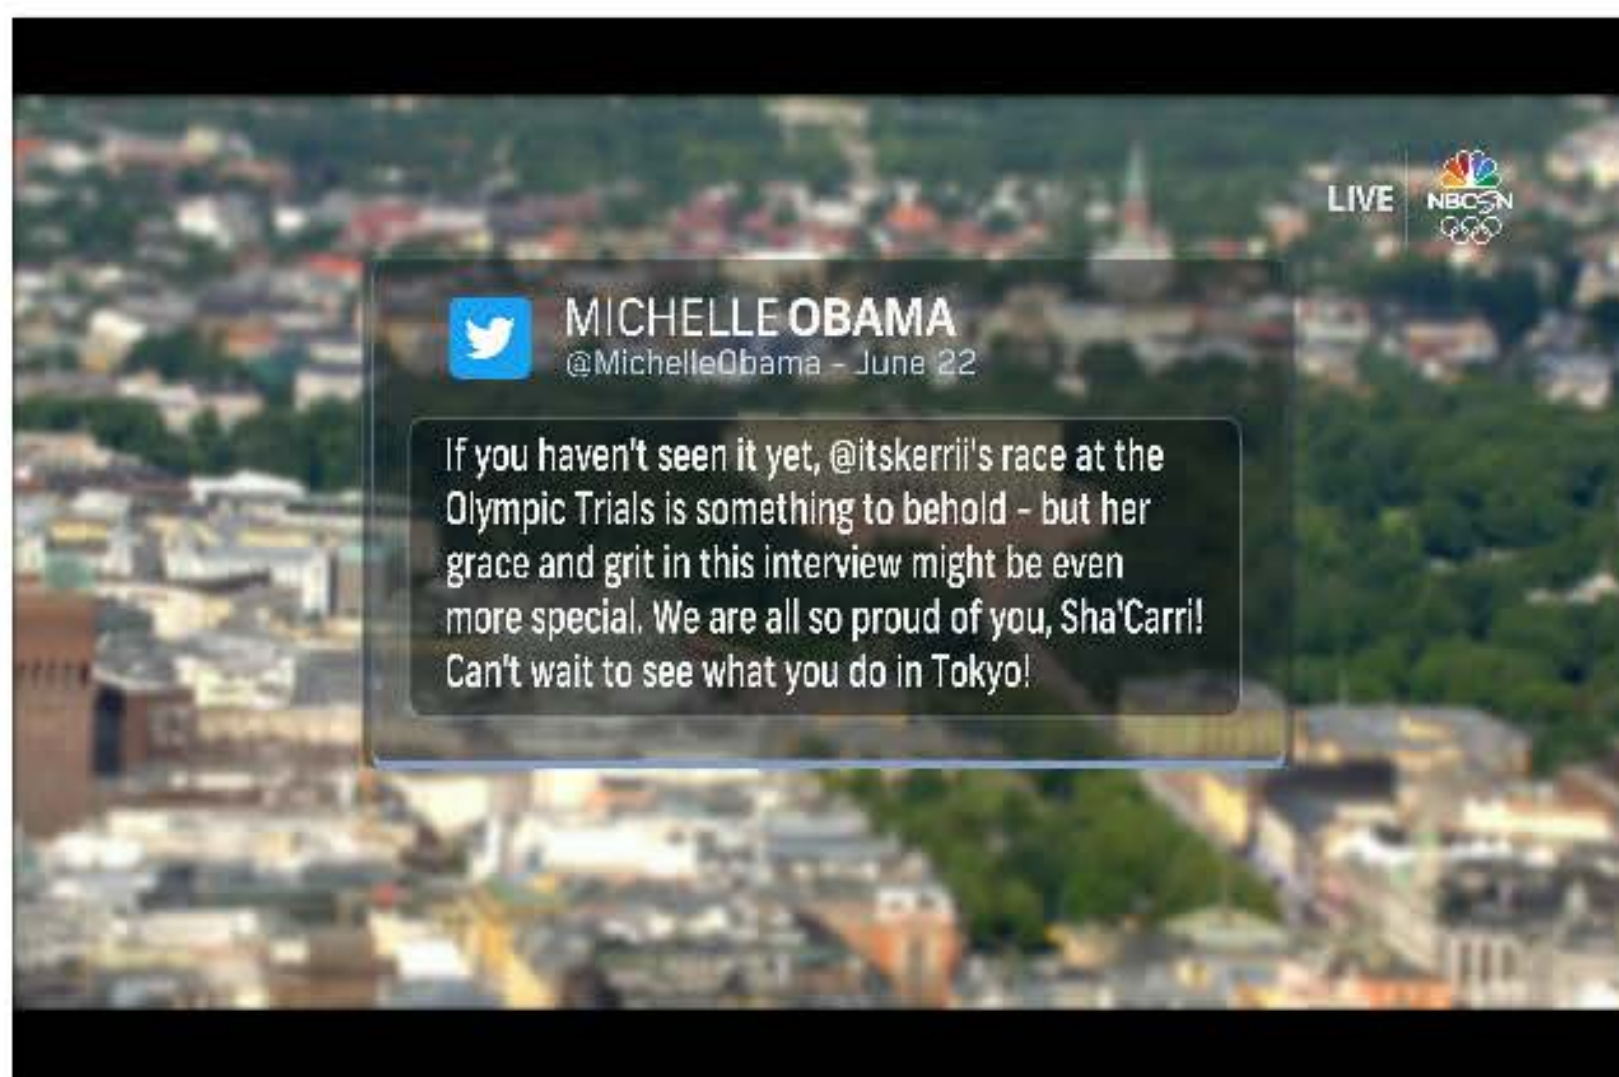 LIVE
NBCSN
MICHELLE OBAMA
@MichelleObama - June 22
If you haven't seen it yet, @itskerrii's race at the
Olympic Trials is something to behold - but her
grace and grit in this interview might be even
more special. We are all so proud of you, Sha'Carri!
Can't wait to see what you do in Tokyo!